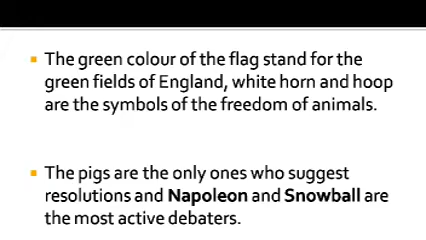 The green colour of the flag stand for the
green fields of England, white horn and hoop
are the symbols of the freedom of animals.
The pigs are the only ones who suggest
resolutions and Napoleon and Snowball are
the most active debaters.